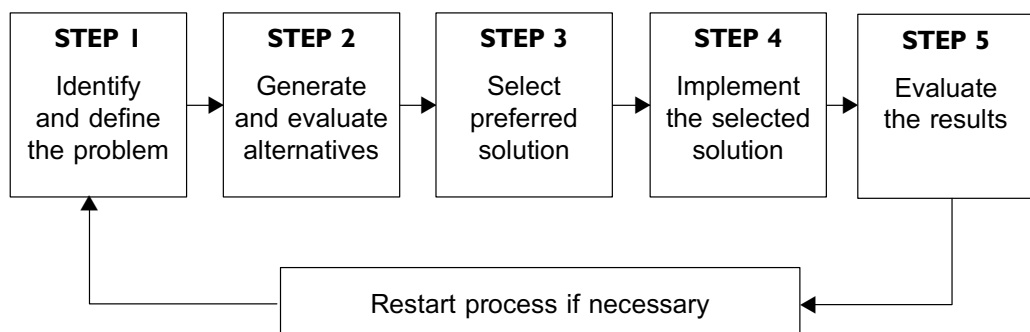 STEP 1
Identify
and define
the problem
STEP 2
Generate
and evaluate
alternatives
STEP 3
Select
preferred
solution
STEP 4
Implement
the selected
solution
STEP 5
Evaluate
the results
Restart process if necessary